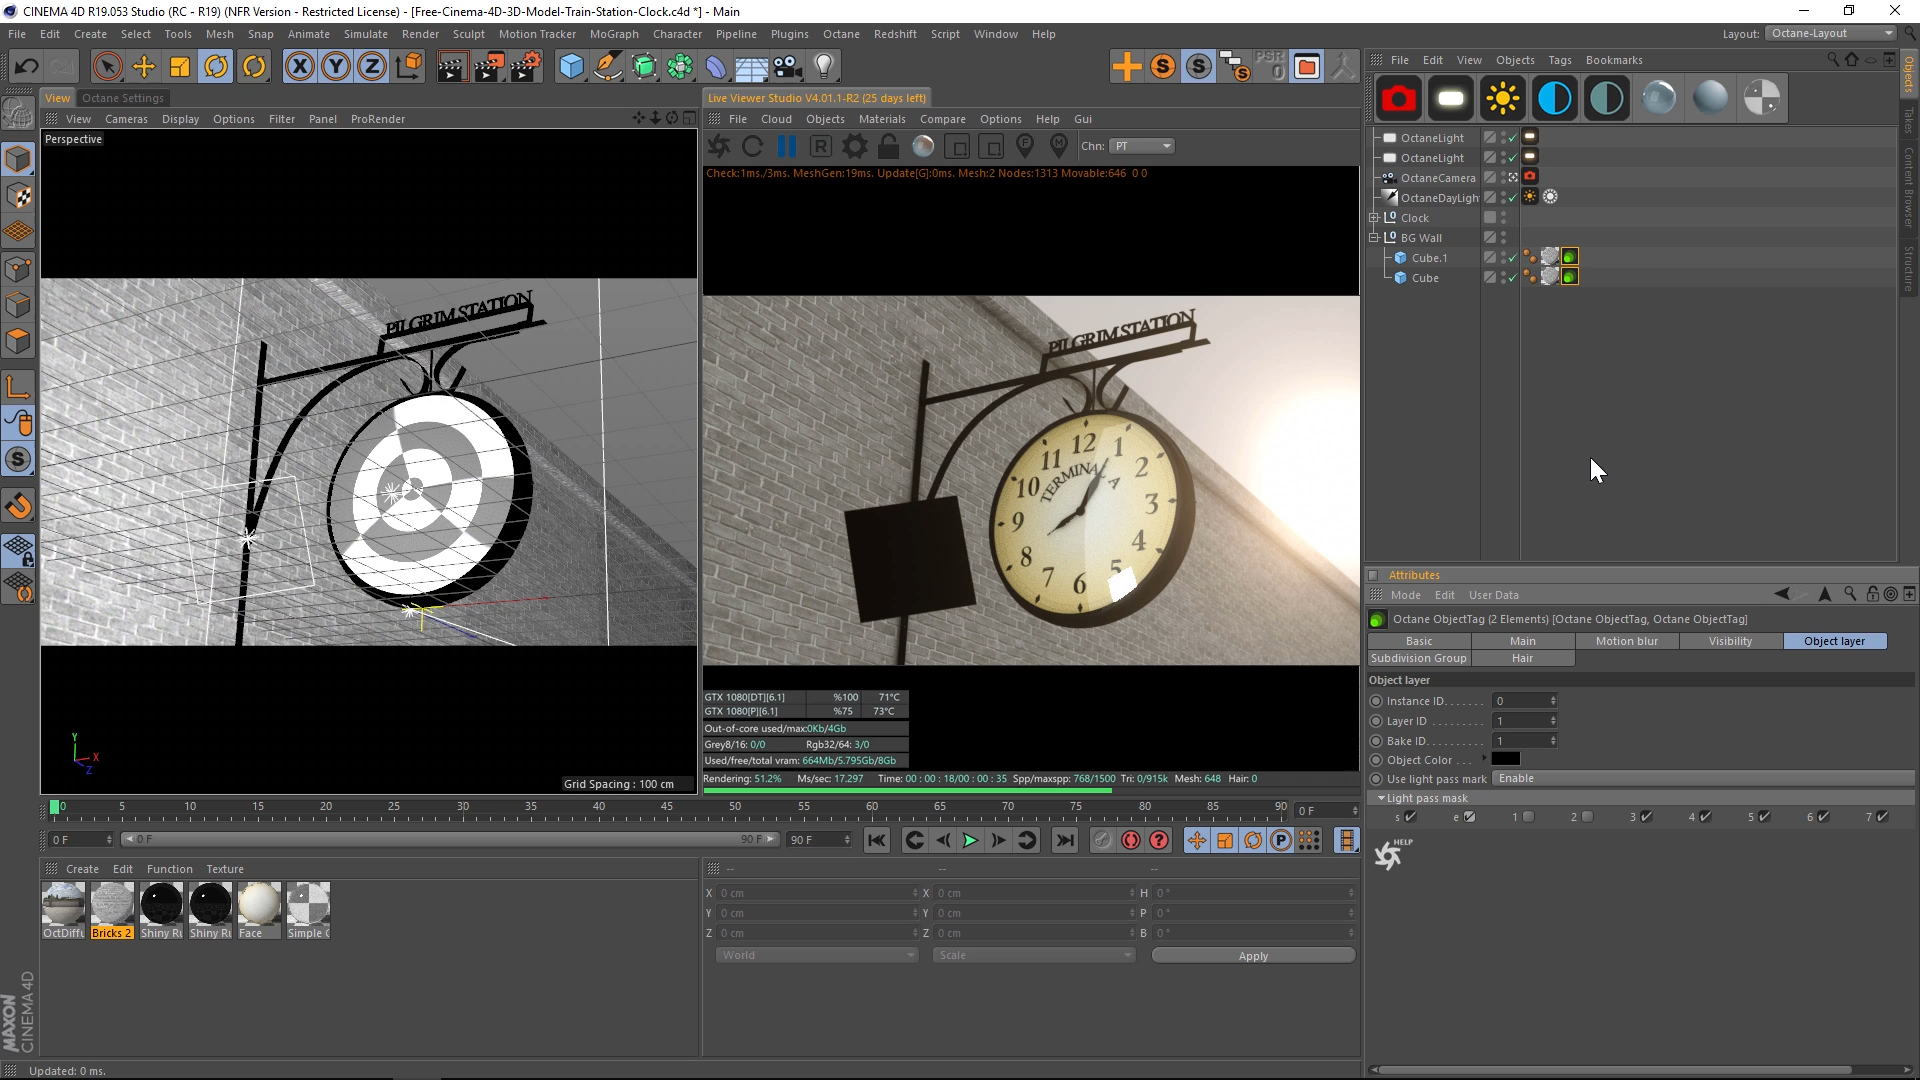 CINEMA 4D R19.053 Studio (RC - R19) (NFR Version - Restricted License) - [Free-Cinema-4D-3D-Model-Train-Station-Clock.c4d *] - Main
File Edit Create Select Tools Mesh Snap Animate Simulate Render Sculpt Motion Tracker MoGraph Character Pipeline Plugins Octane Redshift Script Window Help
Layout: Octane-Layout
PSR
0
File Edit View Objects Tags Bookmarks
View Octane Settings
Live Viewer Studio V4.01.1-R2 (25 days left)
View Cameras Display Options Filter Panel ProRender
File Cloud Objects Materials Compare Options Help Gui
Perspective
Chn: PT
Check:1ms./3ms. MeshGen:19ms. Update[G]:0ms. Mesh:2 Nodes:1313 Movable:646 0 0
OctaneLight
OctaneLight
OctaneCamera
OctaneDayLigh
Clock
BG Wall
Cube.1
Cube
Objects
Takes
Content Browser
Structure
PILGRIM STATION
PILGRIM STATION
TERMINAL A
12 1 2 3 4 5 6 7 8 9 10 11
Y
X
Z
Grid Spacing : 100 cm
GTX 1080[DT][6.1] %100 71°C
GTX 1080[P][6.1] %75 73°C
Out-of-core used/max:0Kb/4Gb
Grey8/16: 0/0 Rgb32/64: 3/0
Used/free/total vram: 664Mb/5.795Gb/8Gb
Rendering: 51.2% Ms/sec: 17.297 Time: 00 : 00 : 18/00 : 00 : 35 Spp/maxspp: 768/1500 Tri: 0/915k Mesh: 648 Hair: 0
Attributes
Mode Edit User Data
Octane ObjectTag (2 Elements) [Octane ObjectTag, Octane ObjectTag]
Basic Main Motion blur Visibility Object layer
Subdivision Group Hair
Object layer
Instance ID. . . . . . . 0
Layer ID . . . . . . . . . 1
Bake ID. . . . . . . . . . 1
Object Color . . .
Use light pass mark Enable
Light pass mask
s e 1 2 3 4 5 6 7
HELP
0 5 10 15 20 25 30 35 40 45 50 55 60 65 70 75 80 85 90 0 F
0 F 0 F 90 F 90 F
Create Edit Function Texture
-- -- --
OctDiffu Bricks 2 Shiny Ru Shiny Ru Face Simple C
X 0 cm X 0 cm H 0 °
Y 0 cm Y 0 cm P 0 °
Z 0 cm Z 0 cm B 0 °
World Scale Apply
MAXON
CINEMA 4D
Updated: 0 ms.